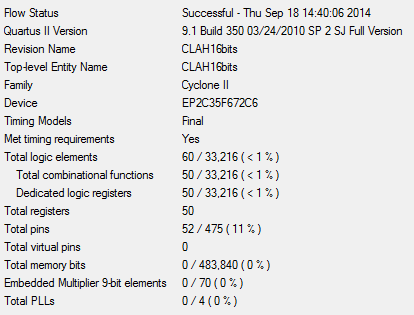 Flow Status Successful - Thu Sep 18 14:40:06 2014
Quartus II Version 9.1 Build 350 03/24/2010 SP 2 SJ Full Version
Revision Name CLAH16bits
Top-level Entity Name CLAH16bits
Family Cyclone II
Device EP2C35F672C6
Timing Models Final
Met timing requirements Yes
Total logic elements 60 / 33,216 ( < 1 % )
Total combinational functions 50 / 33,216 ( < 1 % )
Dedicated logic registers 50 / 33,216 ( < 1 % )
Total registers 50
Total pins 52 / 475 ( 11 % )
Total virtual pins 0
Total memory bits 0 / 483,840 ( 0 % )
Embedded Multiplier 9-bit elements 0 / 70 ( 0 % )
Total PLLs 0 / 4 ( 0 % )